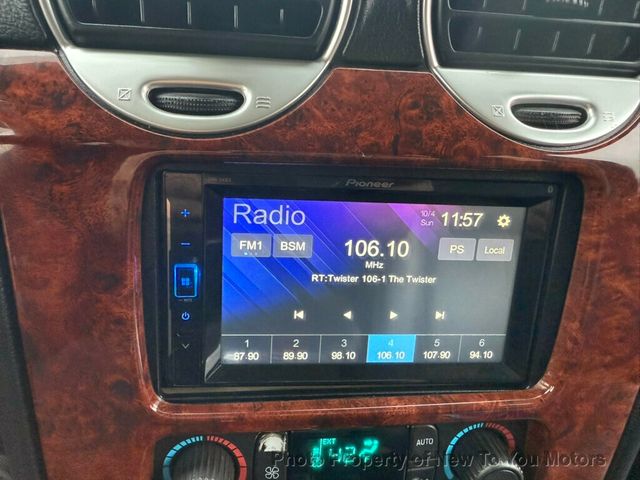 Pioneer
Radio
10/4
Sun
11:57
FM1
BSM
106.10
MHz
PS
Local
RT:Twister 106-1 The Twister
1 2 3 4 5 6
87.90 89.90 98.10 106.10 107.90 94.10
EXT
AUTO
Photo Property of New To You Motors